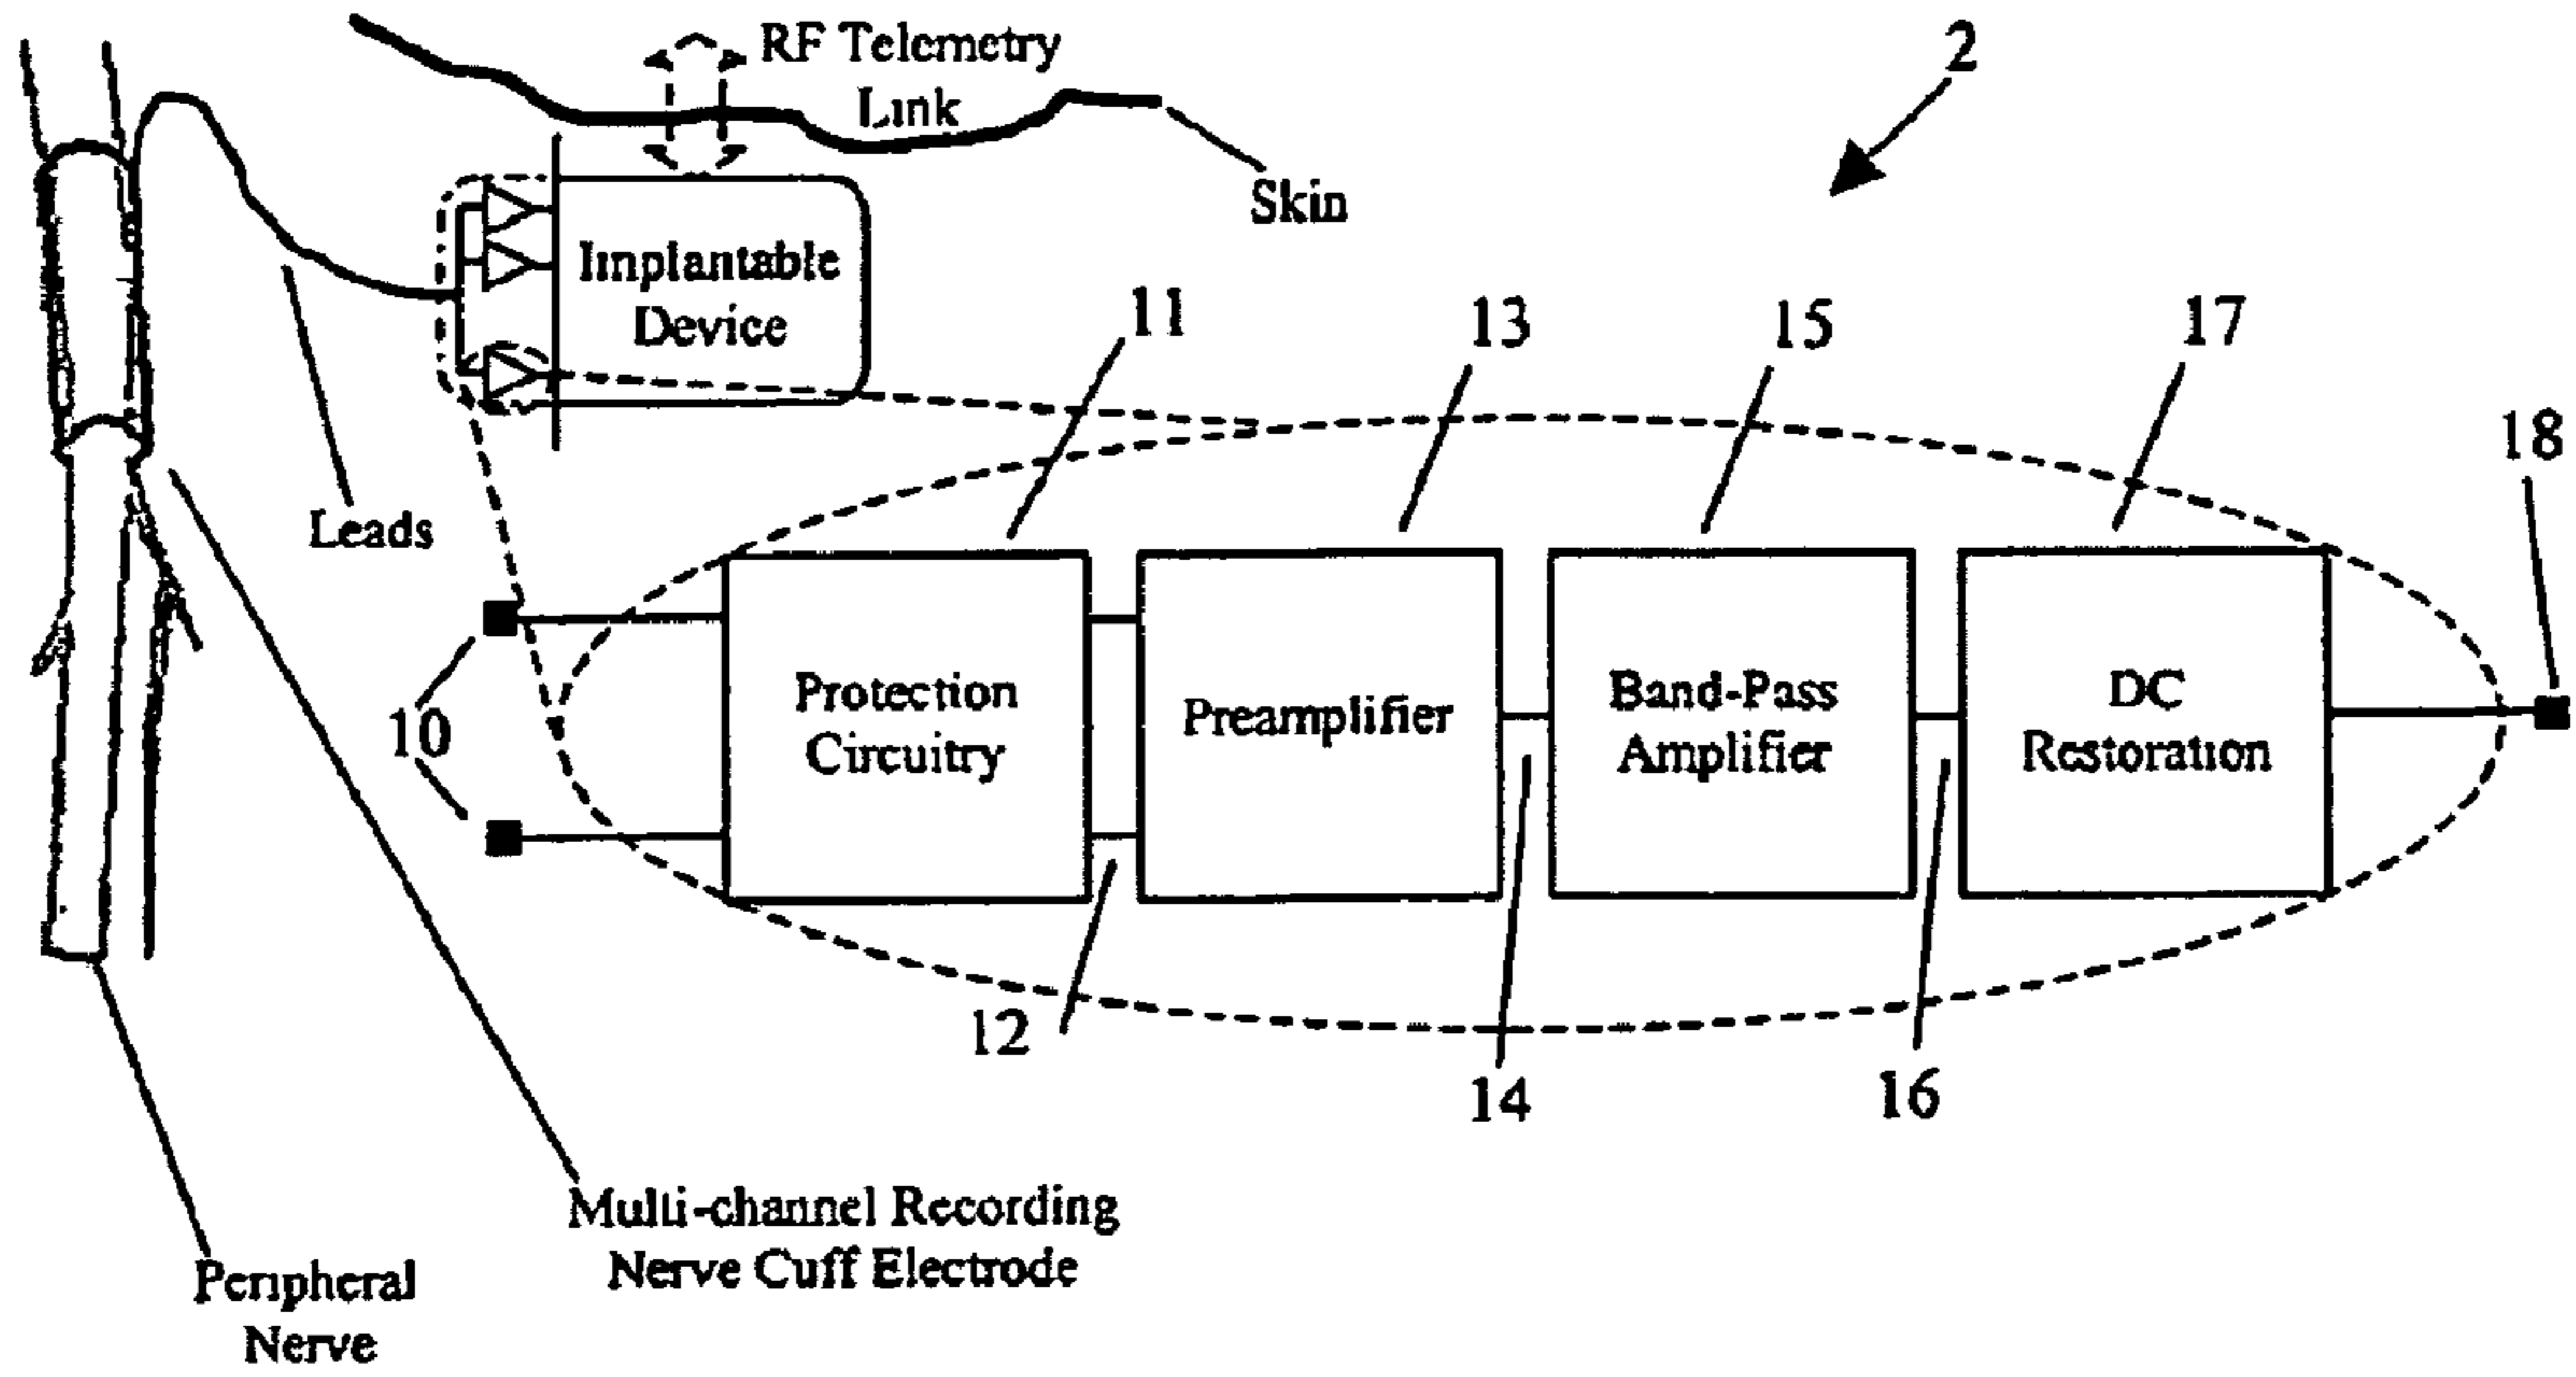 RF Telemetry
Link
2
Skin
Implantable
Device
11
13
15
17
18
Leads
10
Protection
Circuitry
Preamplifier
Band-Pass
Amplifier
DC
Restoration
12
14
16
Multi-channel Recording
Nerve Cuff Electrode
Peripheral
Nerve